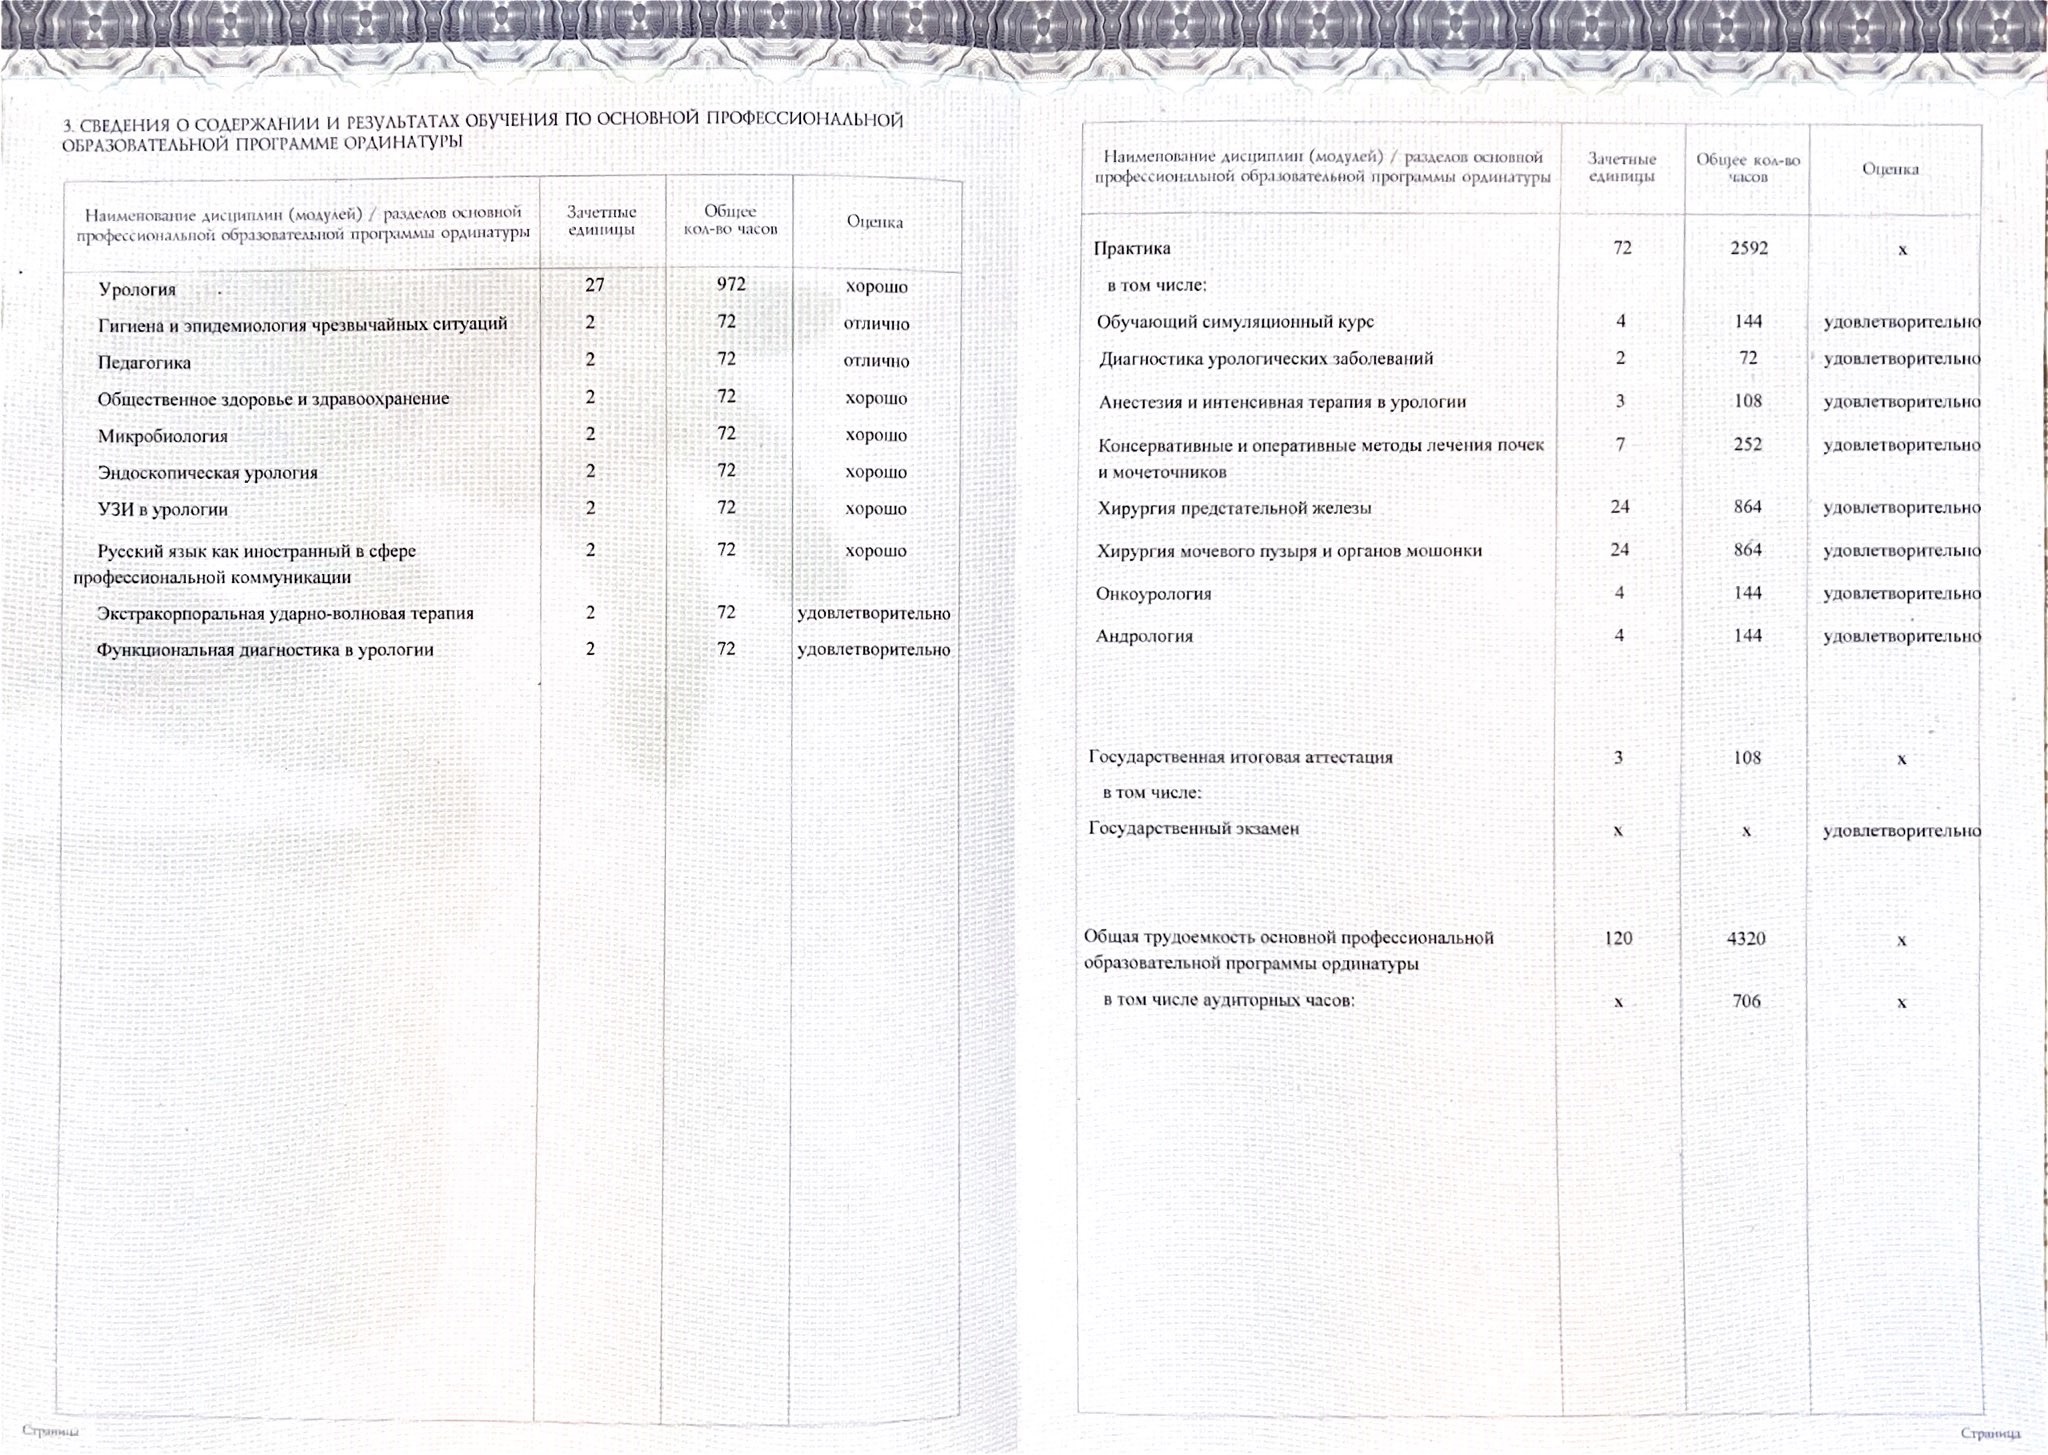 3. СВЕДЕНИЯ О СОДЕРЖАНИИ И РЕЗУЛЬТАТАХ ОБУЧЕНИЯ ПО ОСНОВНОЙ ПРОФЕССИОНАЛЬНОЙ
ОБРАЗОВАТЕЛЬНОЙ ПРОГРАММЕ ОРДИНАТУРЫ
Наименование дисциплин (модулей) / разделов основной
профессиональной образовательной программы ординатуры
Зачетные
единицы
Общее
кол-во часов
Оценка
Урология 27 972 хорошо
Гигиена и эпидемиология чрезвычайных ситуаций 2 72 отлично
Педагогика 2 72 отлично
Общественное здоровье и здравоохранение 2 72 хорошо
Микробиология 2 72 хорошо
Эндоскопическая урология 2 72 хорошо
УЗИ в урологии 2 72 хорошо
Русский язык как иностранный в сфере 2 72 хорошо
профессиональной коммуникации
Экстракорпоральная ударно-волновая терапия 2 72 удовлетворительно
Функциональная диагностика в урологии 2 72 удовлетворительно
Страница
Наименование дисциплин (модулей) / разделов основной
профессиональной образовательной программы ординатуры
Зачетные
единицы
Общее кол-во
часов
Оценка
Практика 72 2592 х
в том числе:
Обучающий симуляционный курс 4 144 удовлетворительно
Диагностика урологических заболеваний 2 72 удовлетворительно
Анестезия и интенсивная терапия в урологии 3 108 удовлетворительно
Консервативные и оперативные методы лечения почек 7 252 удовлетворительно
и мочеточников
Хирургия предстательной железы 24 864 удовлетворительно
Хирургия мочевого пузыря и органов мошонки 24 864 удовлетворительно
Онкоурология 4 144 удовлетворительно
Андрология 4 144 удовлетворительно
Государственная итоговая аттестация 3 108 х
в том числе:
Государственный экзамен х х удовлетворительно
Общая трудоемкость основной профессиональной 120 4320 х
образовательной программы ординатуры
в том числе аудиторных часов: х 706 х
Страница